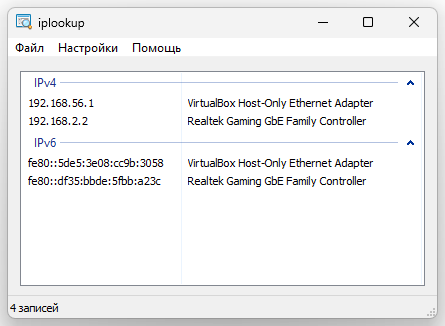 iplookup
Файл Настройки Помощь
IPv4
192.168.56.1 VirtualBox Host-Only Ethernet Adapter
192.168.2.2 Realtek Gaming GbE Family Controller
IPv6
fe80::5de5:3e08:cc9b:3058 VirtualBox Host-Only Ethernet Adapter
fe80::df35:bbde:5fbb:a23c Realtek Gaming GbE Family Controller
4 записей